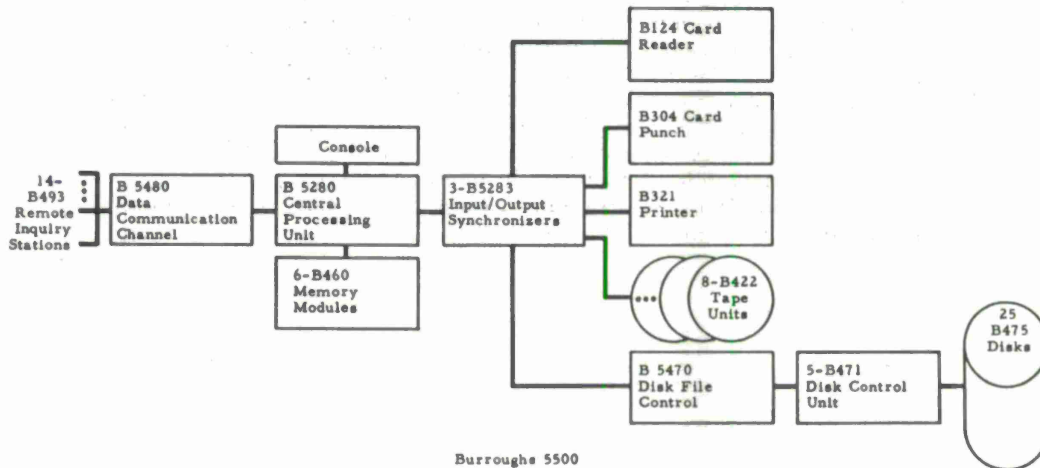 14-
B493
Remote
Inquiry
Stations
B 5480
Data
Communication
Channel
Console
B 5280
Central
Processing
Unit
6-B460
Memory
Modules
3-B5283
Input/Output
Synchronizers
B124 Card
Reader
B304 Card
Punch
B321
Printer
8-B422
Tape
Units
B 5470
Disk File
Control
5-B471
Disk Control
Unit
25
B475
Disks
Burroughs 5500